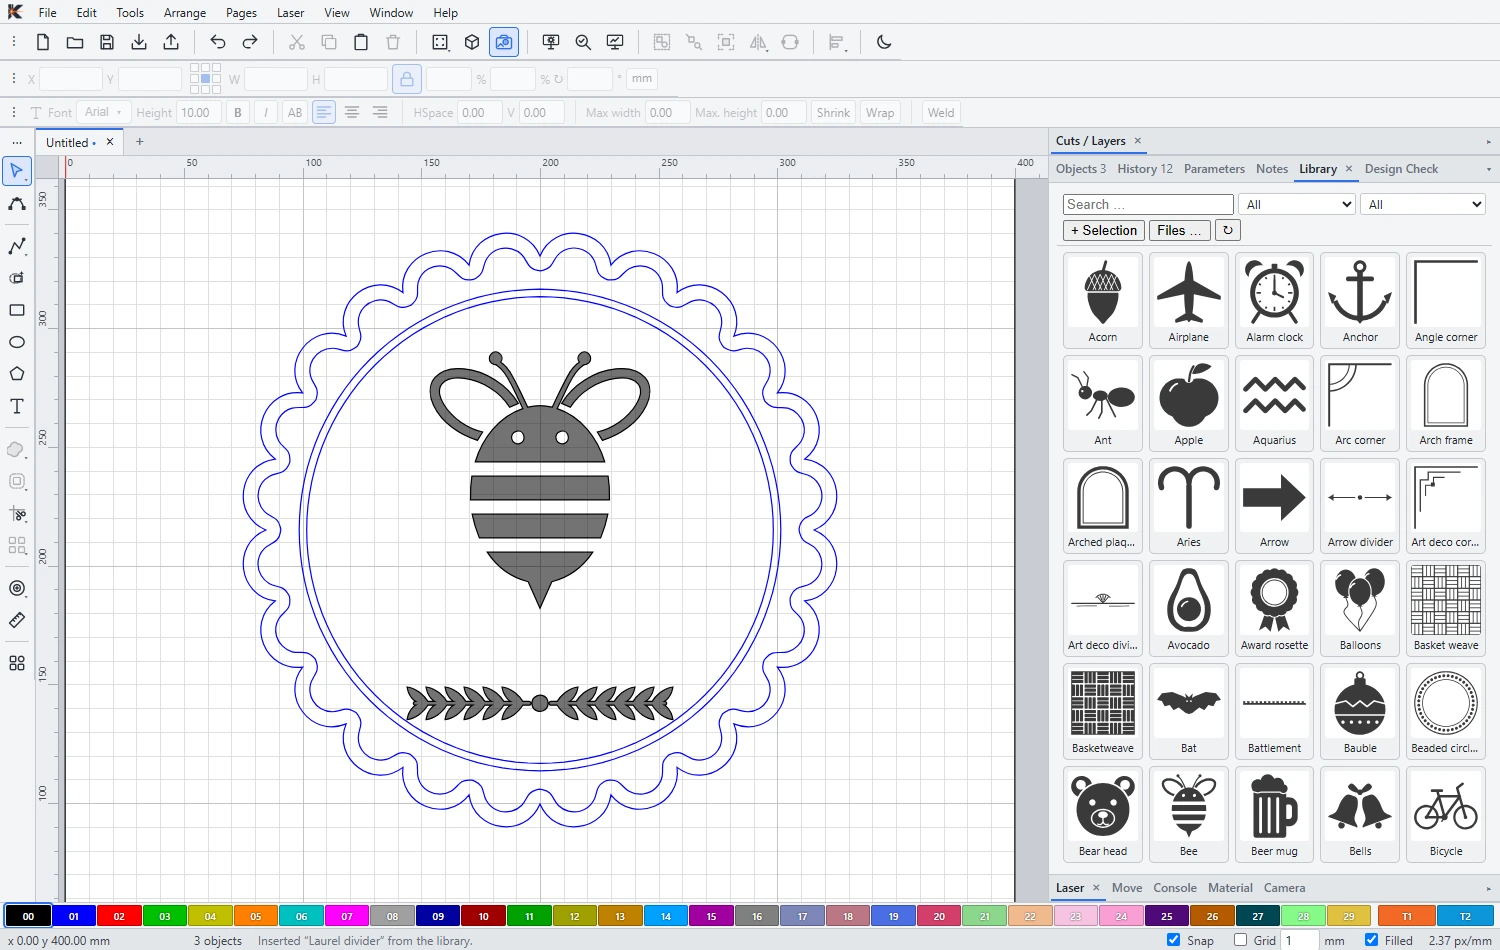 File Edit Tools Arrange Pages Laser View Window Help
X Y W H % % ↻ ° mm
Font Arial Height 10.00 B I AB HSpace 0.00 V 0.00 Max width 0.00 Max. height 0.00 Shrink Wrap Weld
Untitled • × +
0 50 100 150 200 250 300 350 400
350
300
250
200
150
100
Cuts / Layers ×
Objects 3 History 12 Parameters Notes Library × Design Check
Search ... All All
+ Selection Files ... ↻
Acorn Airplane Alarm clock Anchor Angle corner
Ant Apple Aquarius Arc corner Arch frame
Arched plaq... Aries Arrow Arrow divider Art deco cor...
Art deco divi... Avocado Award rosette Balloons Basket weave
Basketweave Bat Battlement Bauble Beaded circl...
Bear head Bee Beer mug Bells Bicycle
Laser × Move Console Material Camera
00 01 02 03 04 05 06 07 08 09 10 11 12 13 14 15 16 17 18 19 20 21 22 23 24 25 26 27 28 29 T1 T2
x 0.00 y 400.00 mm 3 objects Inserted “Laurel divider” from the library. Snap Grid 1 mm Filled 2.37 px/mm